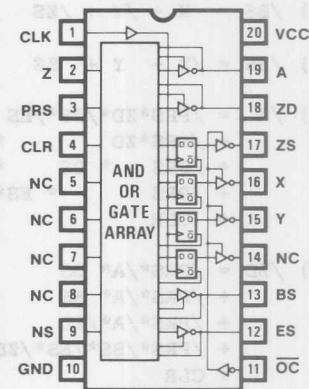 CLK 1
Z 2
PRS 3
CLR 4
NC 5
NC 6
NC 7
NC 8
NS 9
GND 10
AND
OR
GATE
ARRAY
D Q
Q̅
D Q
Q̅
D Q
Q̅
D Q
Q̅
20 VCC
19 A
18 ZD
17 ZS
16 X
15 Y
14 NC
13 BS
12 ES
11 O̅C̅